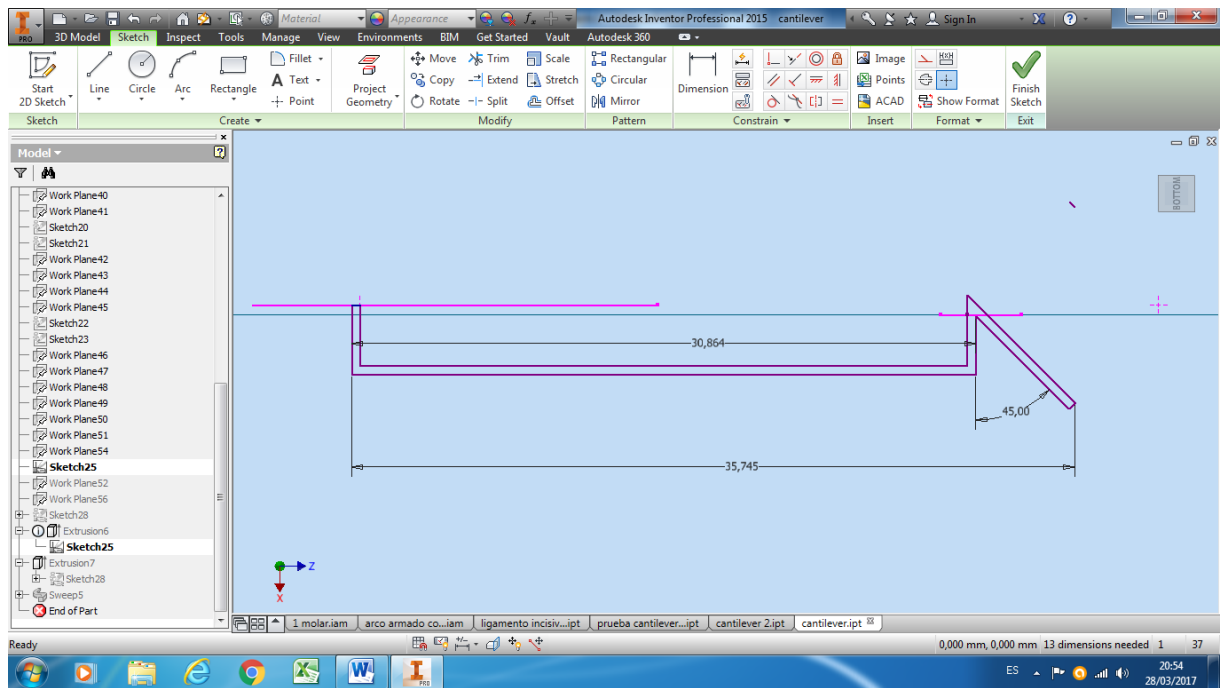 Material
Appearance
Autodesk Inventor Professional 2015 cantilever
Sign In
PRO
3D Model Sketch Inspect Tools Manage View Environments BIM Get Started Vault Autodesk 360
Start
2D Sketch
Line
Circle
Arc
Rectangle
Fillet
Text
Point
Project
Geometry
Move
Copy
Rotate
Trim
Extend
Split
Scale
Stretch
Offset
Rectangular
Circular
Mirror
Dimension
Image
Points
ACAD
Show Format
Finish
Sketch
Sketch
Create
Modify
Pattern
Constrain
Insert
Format
Exit
Model
Work Plane40
Work Plane41
Sketch20
Sketch21
Work Plane42
Work Plane43
Work Plane44
Work Plane45
Sketch22
Sketch23
Work Plane46
Work Plane47
Work Plane48
Work Plane49
Work Plane50
Work Plane51
Work Plane54
Sketch25
Work Plane52
Work Plane56
Sketch28
Extrusion6
Sketch25
Extrusion7
Sketch28
Sweep5
End of Part
BOTTOM
30,864
45,00
35,745
Z
X
1 molar.iam
arco armado co...iam
ligamento incisiv...ipt
prueba cantilever...ipt
cantilever 2.ipt
cantilever.ipt
Ready
0,000 mm, 0,000 mm 13 dimensions needed 1 37
ES
20:54
28/03/2017